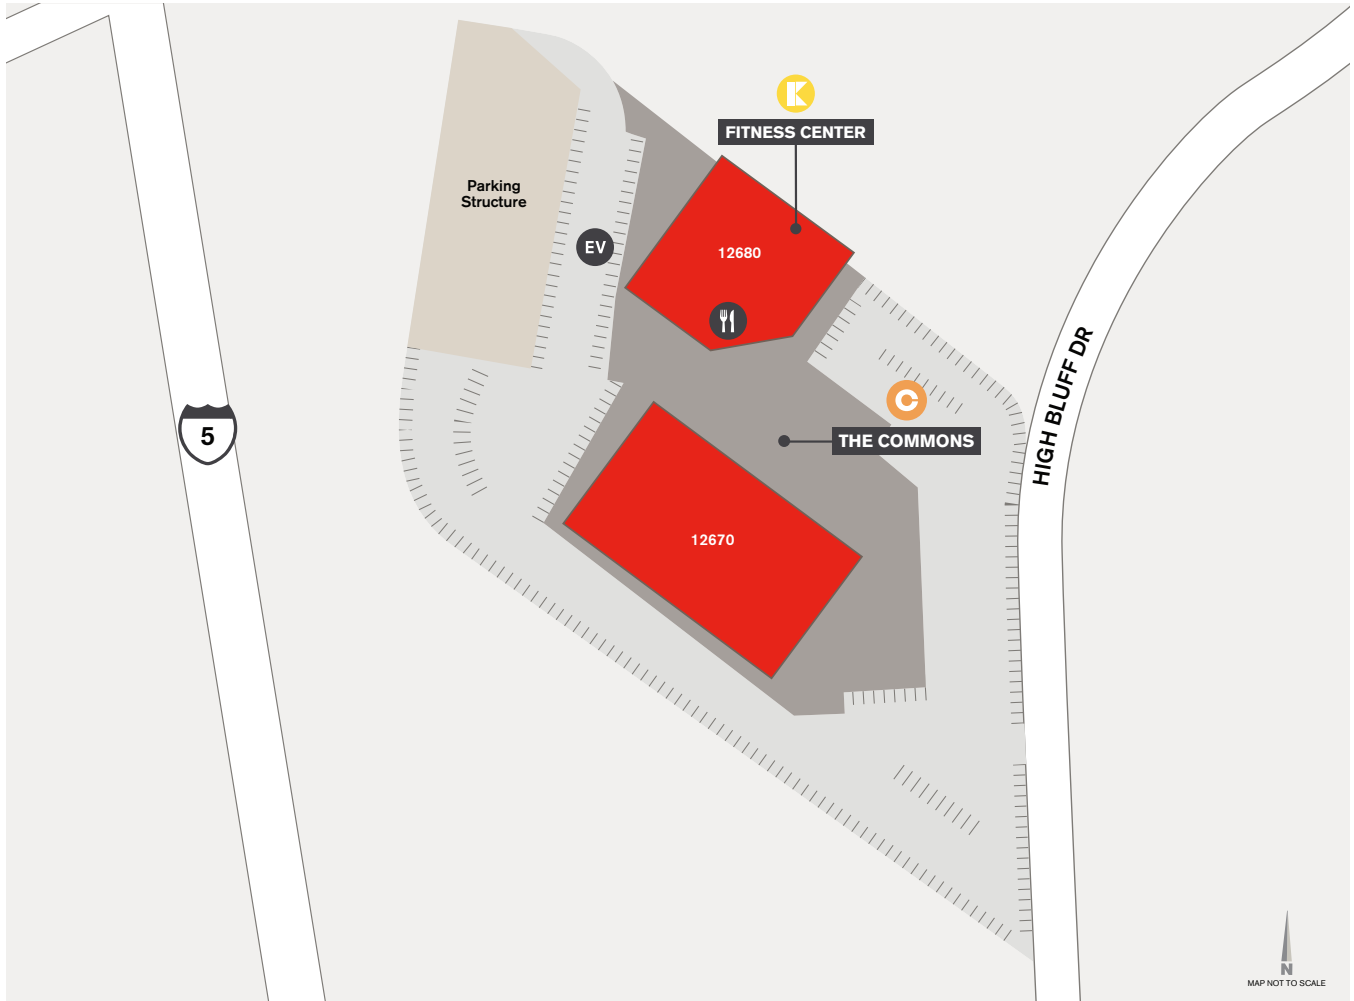 K
FITNESS CENTER
Parking
Structure
EV
12680
HIGH BLUFF DR
C
5
THE COMMONS
12670
N
MAP NOT TO SCALE